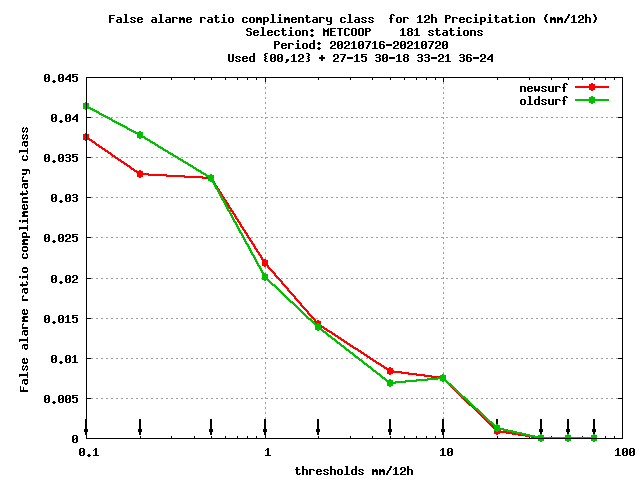 False alarme ratio complimentary class  for 12h Precipitation (mm/12h)
Selection: METCOOP    181 stations
Period: 20210716-20210720
Used {00,12} + 27-15 30-18 33-21 36-24
newsurf
oldsurf
False alarme ratio complimentary class
0.045
0.04
0.035
0.03
0.025
0.02
0.015
0.01
0.005
0
0.1 1 10 100
thresholds mm/12h